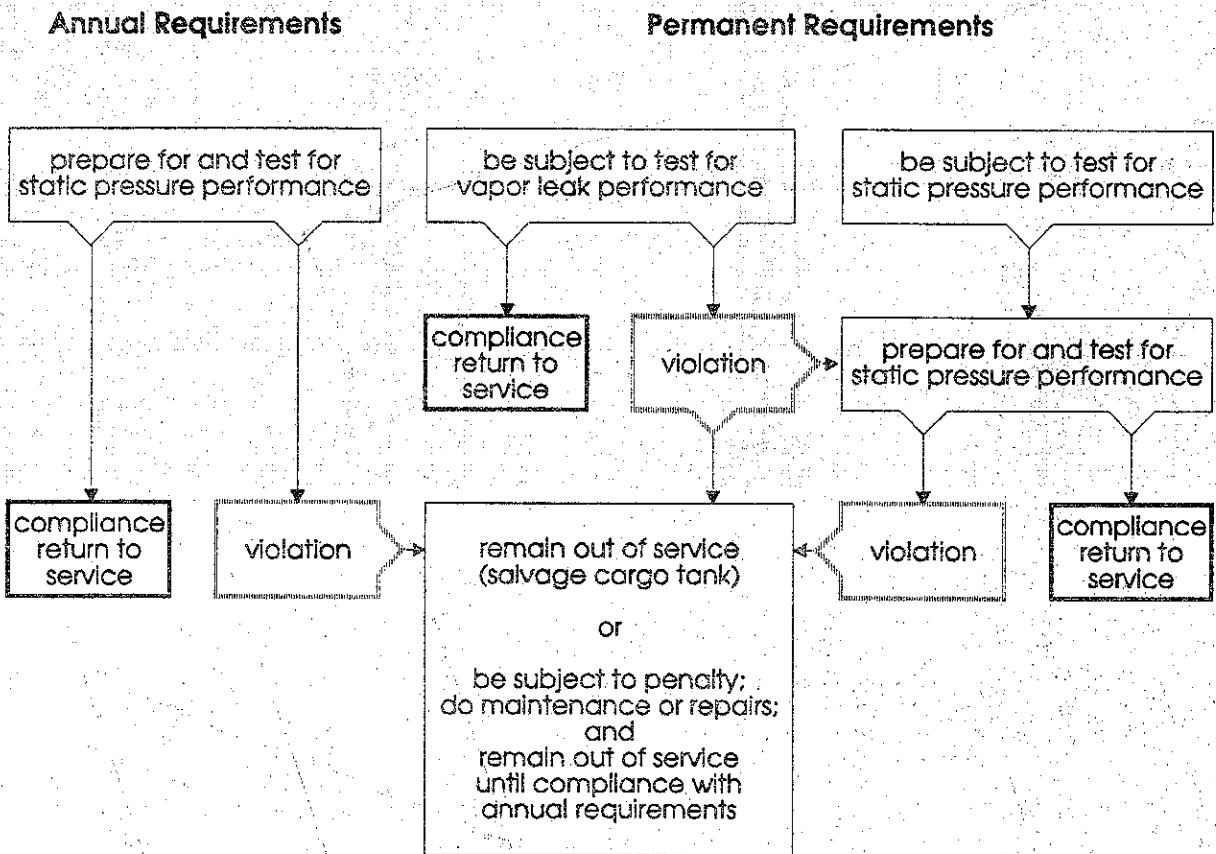 Annual Requirements
Permanent Requirements
prepare for and test for
static pressure performance
be subject to test for
vapor leak performance
be subject to test for
static pressure performance
compliance
return to
service
violation
prepare for and test for
static pressure performance
compliance
return to
service
violation
remain out of service
(salvage cargo tank)
or
be subject to penalty;
do maintenance or repairs;
and
remain out of service
until compliance with
annual requirements
violation
compliance
return to
service